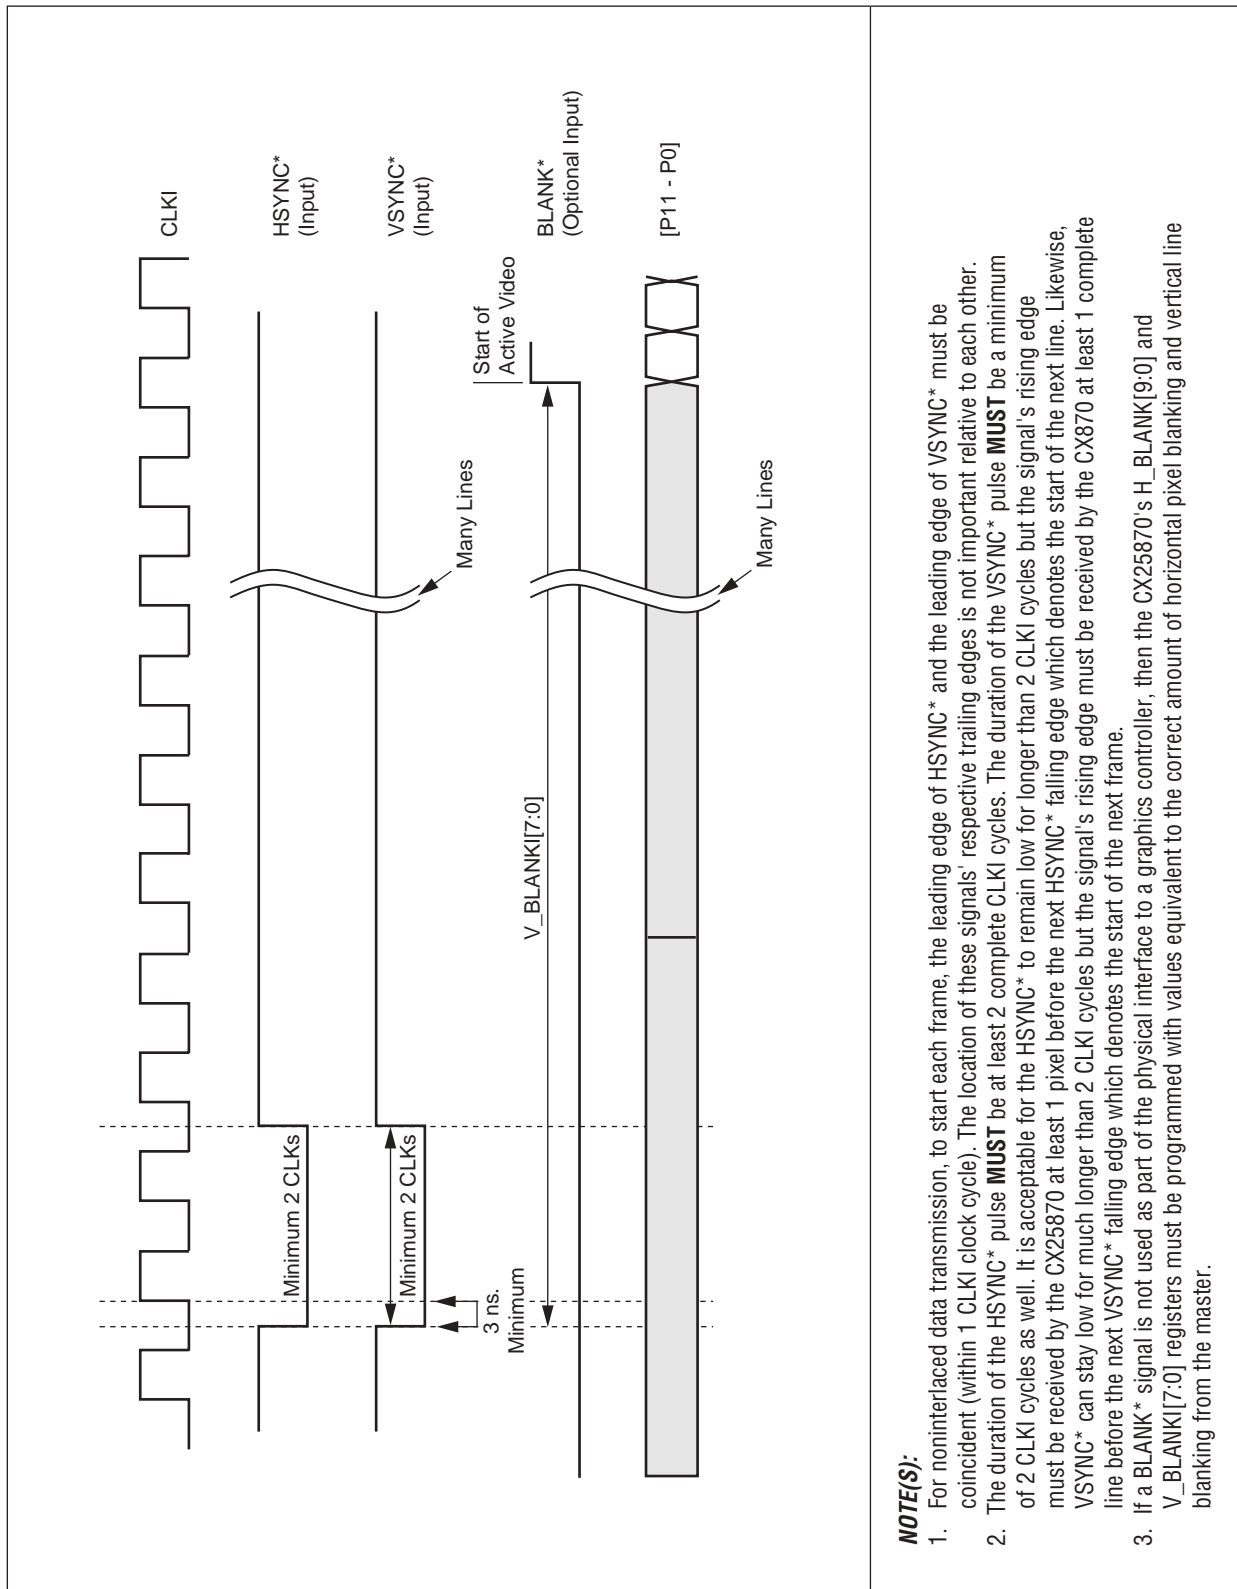 CLKI
HSYNC*
(Input)
VSYNC*
(Input)
BLANK*
(Optional Input)
[P11 - P0]
Minimum 2 CLKs
Minimum 2 CLKs
3 ns.
Minimum
Many Lines
V_BLANKI[7:0]
Start of
Active Video
Many Lines
NOTE(S):
1. For noninterlaced data transmission, to start each frame, the leading edge of HSYNC* and the leading edge of VSYNC* must be
coincident (within 1 CLKI clock cycle). The location of these signals' respective trailing edges is not important relative to each other.
2. The duration of the HSYNC* pulse MUST be at least 2 complete CLKI cycles. The duration of the VSYNC* pulse MUST be a minimum
of 2 CLKI cycles as well. It is acceptable for the HSYNC* to remain low for longer than 2 CLKI cycles but the signal's rising edge
must be received by the CX25870 at least 1 pixel before the next HSYNC* falling edge which denotes the start of the next line. Likewise,
VSYNC* can stay low for much longer than 2 CLKI cycles but the signal's rising edge must be received by the CX870 at least 1 complete
line before the next VSYNC* falling edge which denotes the start of the next frame.
3. If a BLANK* signal is not used as part of the physical interface to a graphics controller, then the CX25870's H_BLANK[9:0] and
V_BLANKI[7:0] registers must be programmed with values equivalent to the correct amount of horizontal pixel blanking and vertical line
blanking from the master.